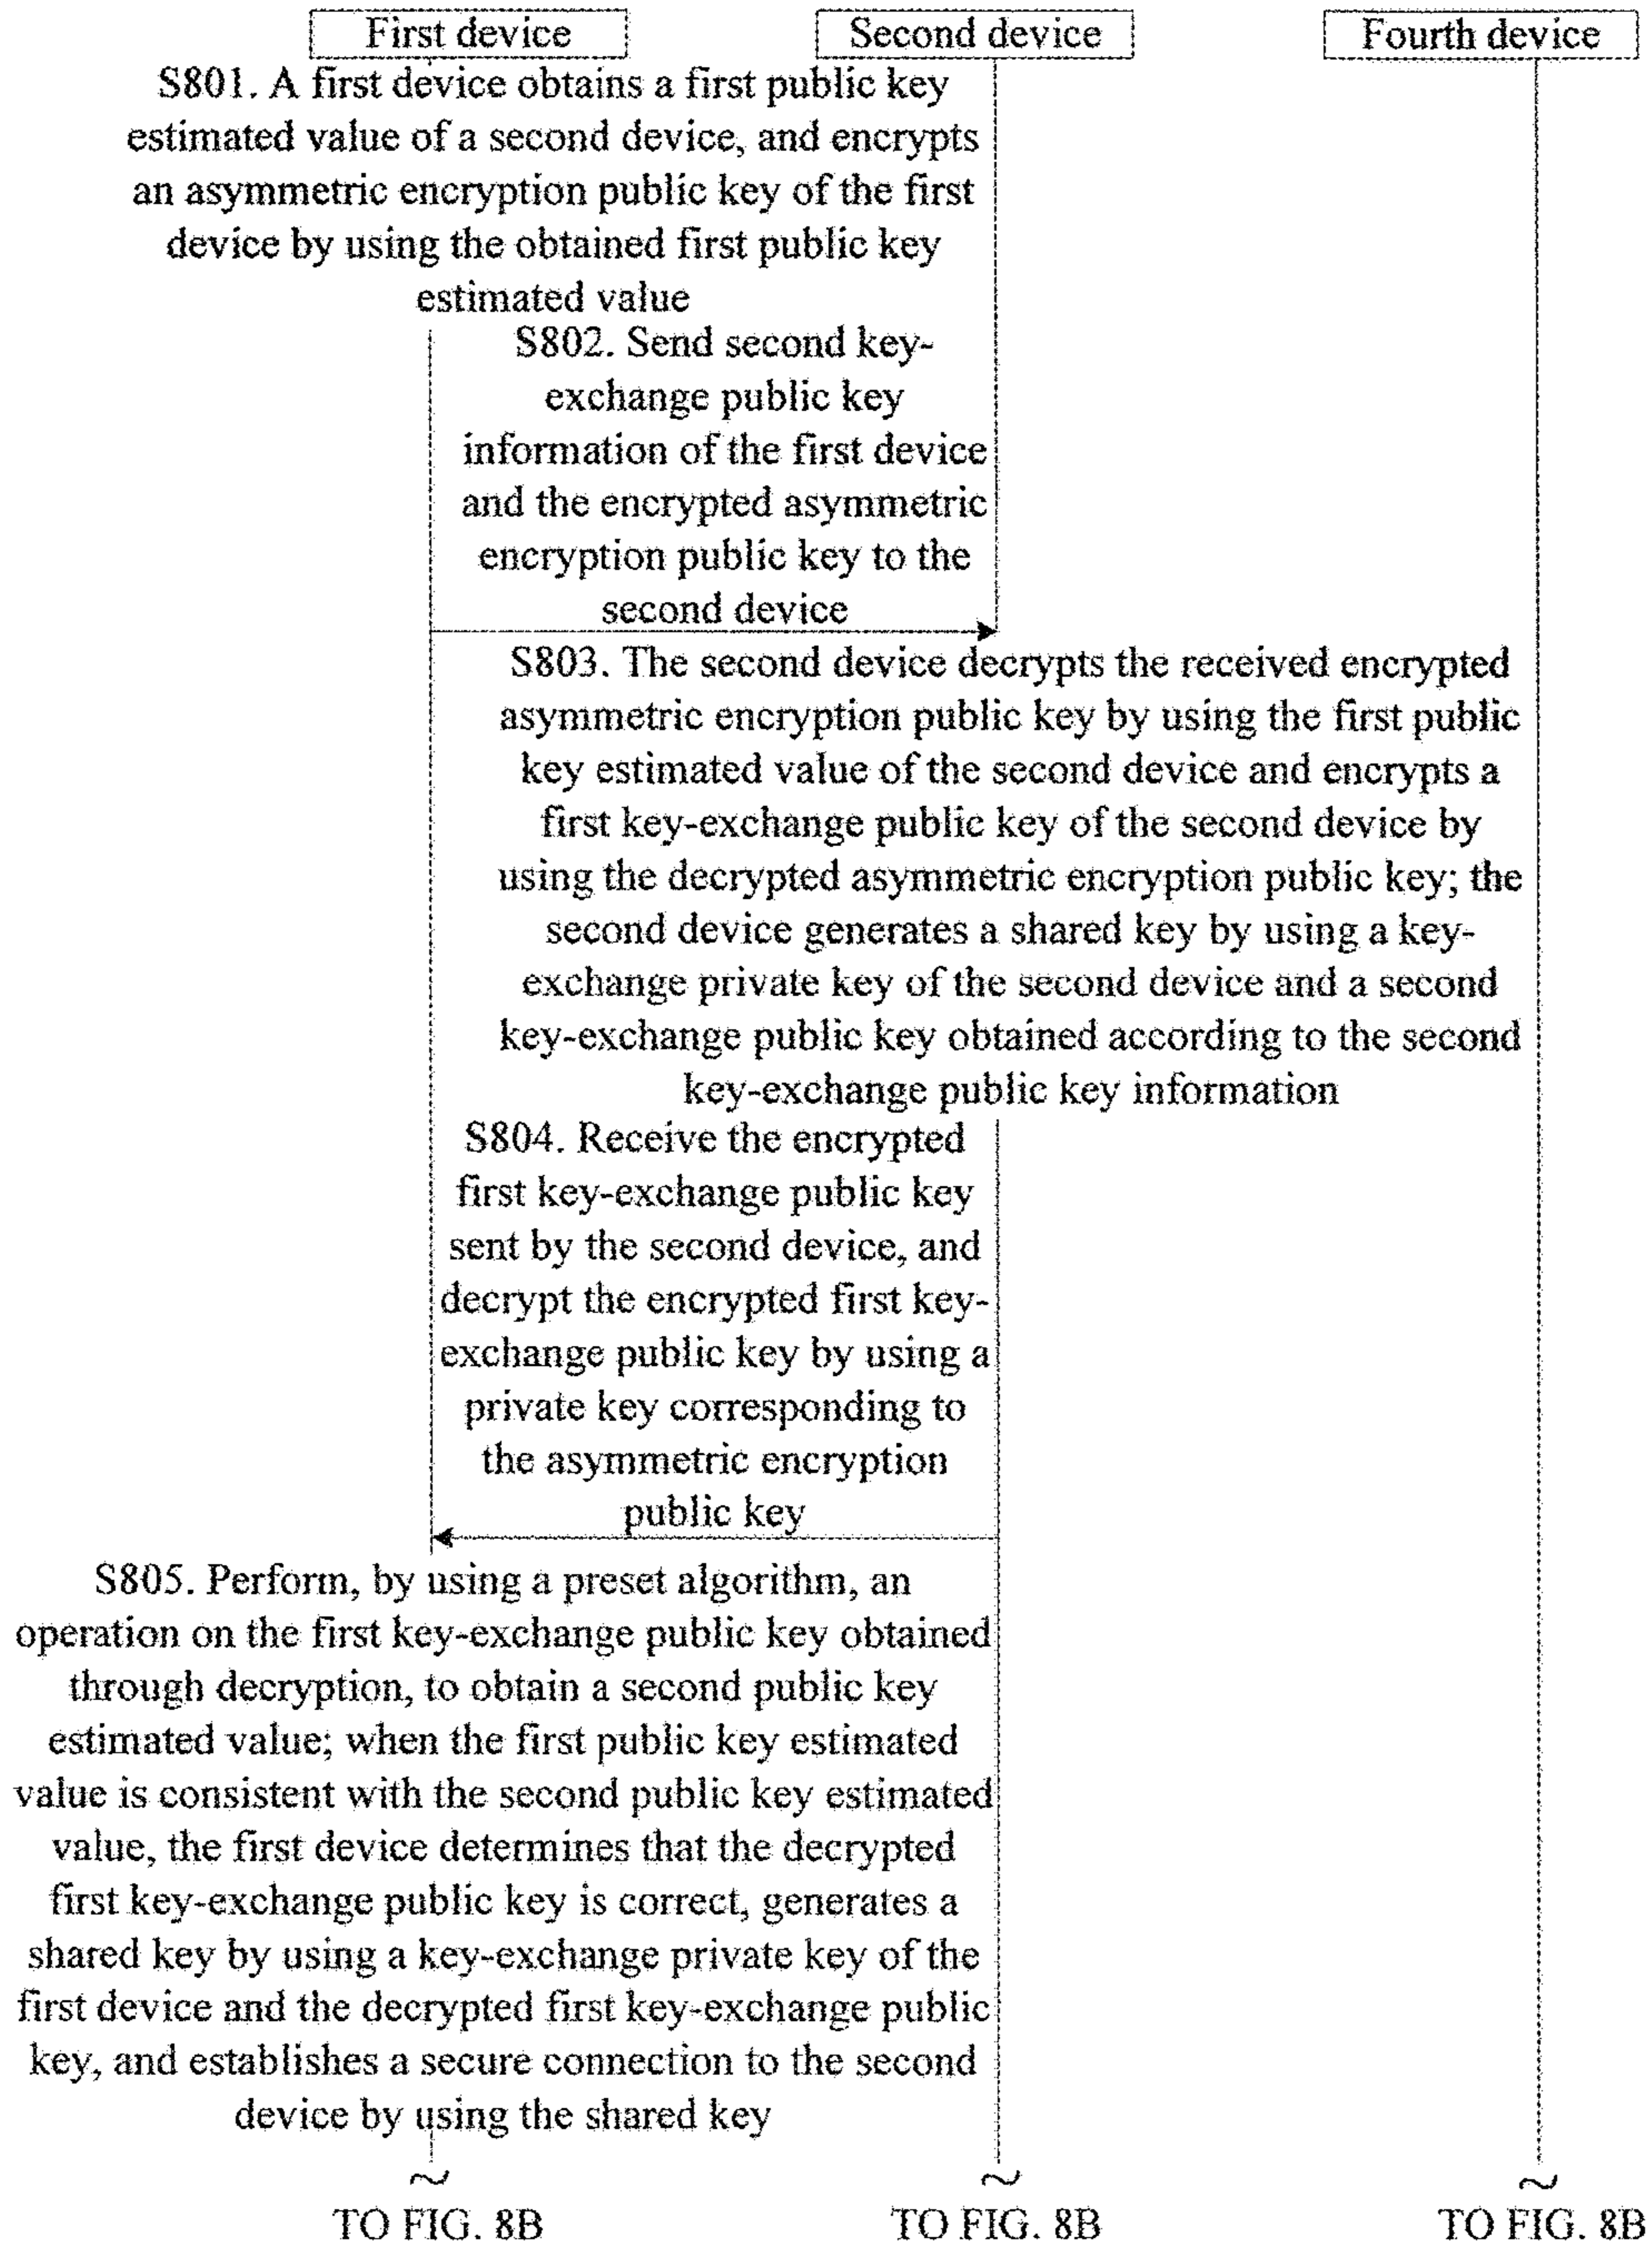 First device
Second device
Fourth device
S801. A first device obtains a first public key
estimated value of a second device, and encrypts
an asymmetric encryption public key of the first
device by using the obtained first public key
estimated value
S802. Send second key-
exchange public key
information of the first device
and the encrypted asymmetric
encryption public key to the
second device
S803. The second device decrypts the received encrypted
asymmetric encryption public key by using the first public
key estimated value of the second device and encrypts a
first key-exchange public key of the second device by
using the decrypted asymmetric encryption public key; the
second device generates a shared key by using a key-
exchange private key of the second device and a second
key-exchange public key obtained according to the second
key-exchange public key information
S804. Receive the encrypted
first key-exchange public key
sent by the second device, and
decrypt the encrypted first key-
exchange public key by using a
private key corresponding to
the asymmetric encryption
public key
S805. Perform, by using a preset algorithm, an
operation on the first key-exchange public key obtained
through decryption, to obtain a second public key
estimated value; when the first public key estimated
value is consistent with the second public key estimated
value, the first device determines that the decrypted
first key-exchange public key is correct, generates a
shared key by using a key-exchange private key of the
first device and the decrypted first key-exchange public
key, and establishes a secure connection to the second
device by using the shared key
TO FIG. 8B
TO FIG. 8B
TO FIG. 8B